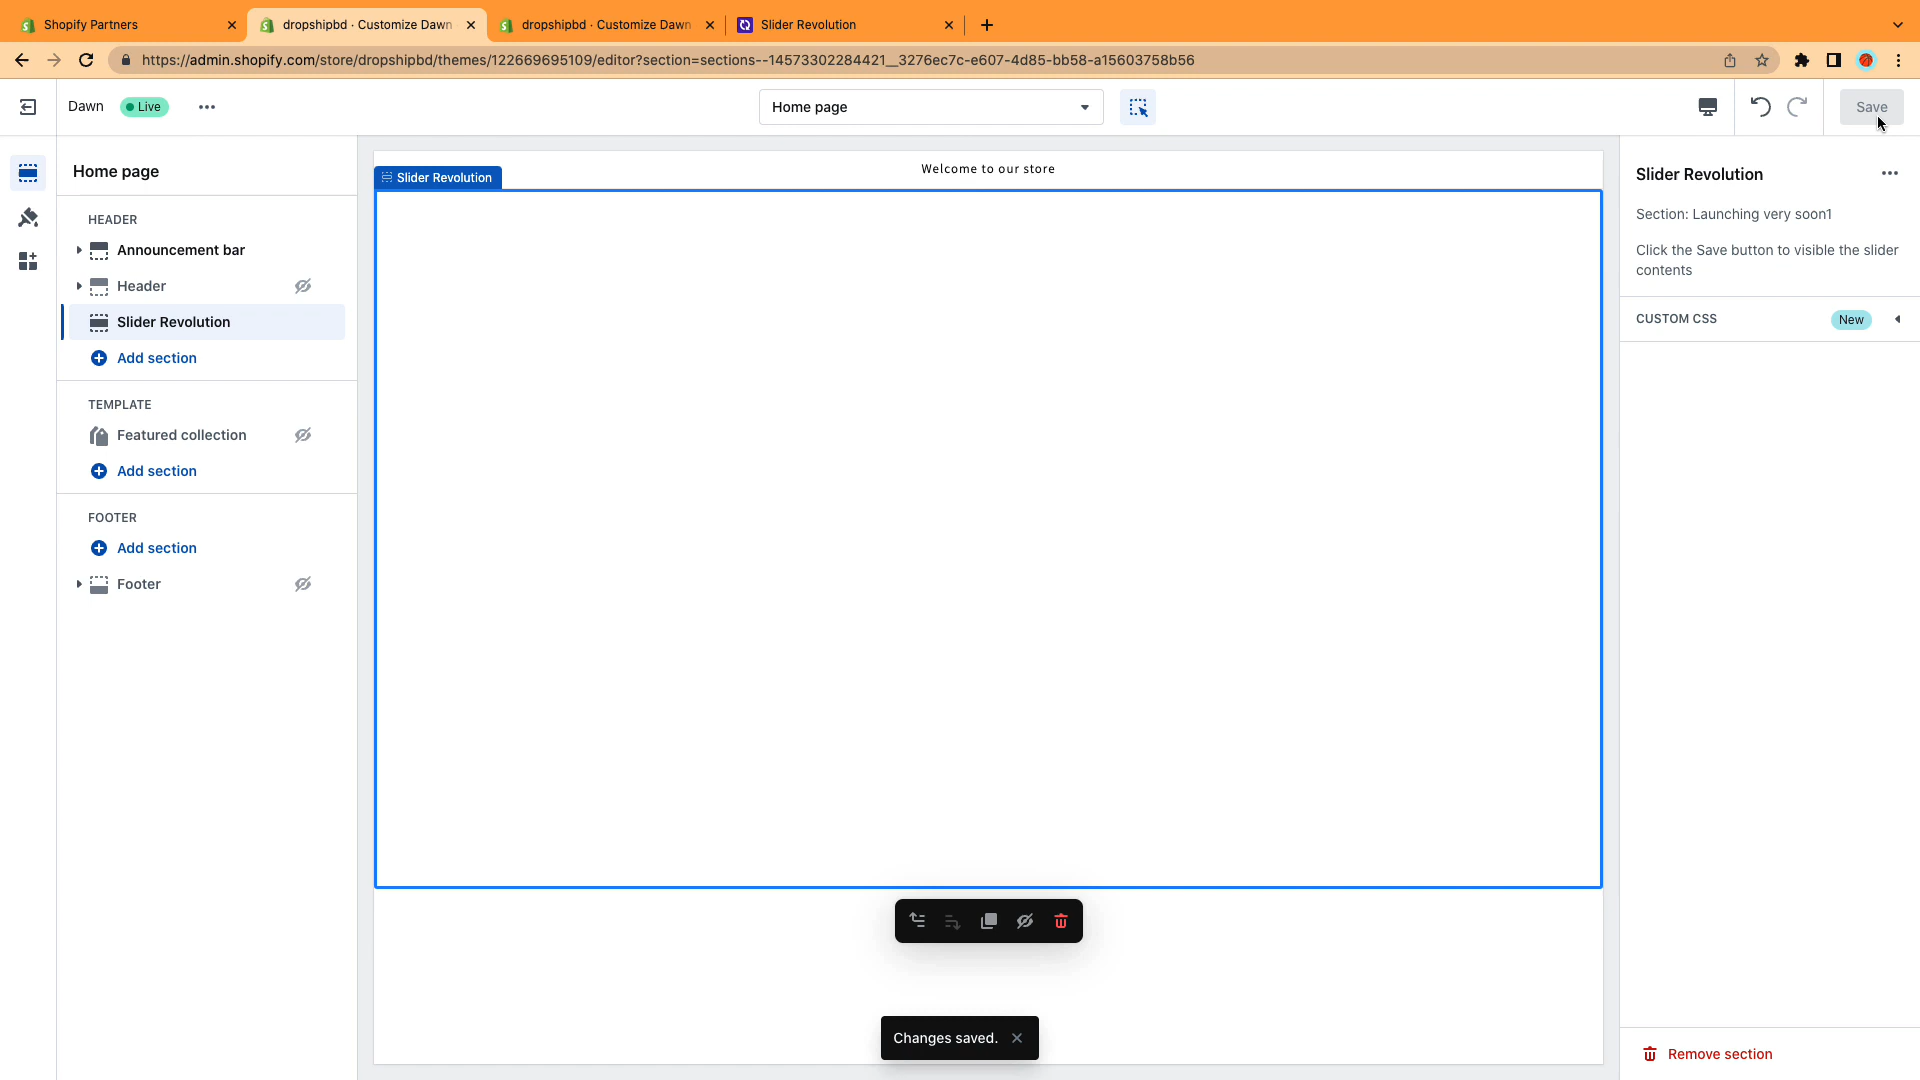 Shopify Partners
dropshipbd · Customize Dawn
dropshipbd · Customize Dawn
Slider Revolution
https://admin.shopify.com/store/dropshipbd/themes/122669695109/editor?section=sections--14573302284421__3276ec7c-e607-4d85-bb58-a15603758b56
Dawn
Live
Home page
Save
Home page
HEADER
Announcement bar
Header
Slider Revolution
Add section
TEMPLATE
Featured collection
Add section
FOOTER
Add section
Footer
Welcome to our store
Slider Revolution
Changes saved.
Slider Revolution
Section: Launching very soon1
Click the Save button to visible the slider
contents
CUSTOM CSS
New
Remove section